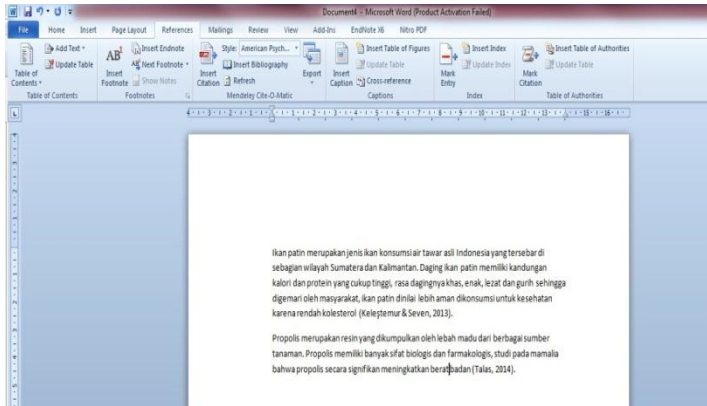 Document4 - Microsoft Word (Product Activation Failed)
File Home Insert Page Layout References Mailings Review View Add-Ins EndNote X6 Nitro PDF
Table of Contents
Add Text
Update Table
Table of Contents
AB1
Insert Footnote
Insert Endnote
Next Footnote
Show Notes
Footnotes
Insert Citation
Style: American Psych...
Insert Bibliography
Refresh
Export
Mendeley Cite-O-Matic
Insert Caption
Insert Table of Figures
Update Table
Cross-reference
Captions
Mark Entry
Insert Index
Update Index
Index
Mark Citation
Insert Table of Authorities
Update Table
Table of Authorities
Ikan patin merupakan jenis ikan konsumsi air tawar asli Indonesia yang tersebar di
sebagian wilayah Sumatera dan Kalimantan. Daging ikan patin memiliki kandungan
kalori dan protein yang cukup tinggi, rasa dagingnya khas, enak, lezat dan gurih sehingga
digemari oleh masyarakat, ikan patin dinilai lebih aman dikonsumsi untuk kesehatan
karena rendah kolesterol (Keleştemur & Seven, 2013).
Propolis merupakan resin yang dikumpulkan oleh lebah madu dari berbagai sumber
tanaman. Propolis memiliki banyak sifat biologis dan farmakologis, studi pada mamalia
bahwa propolis secara signifikan meningkatkan berat badan (Talas, 2014).